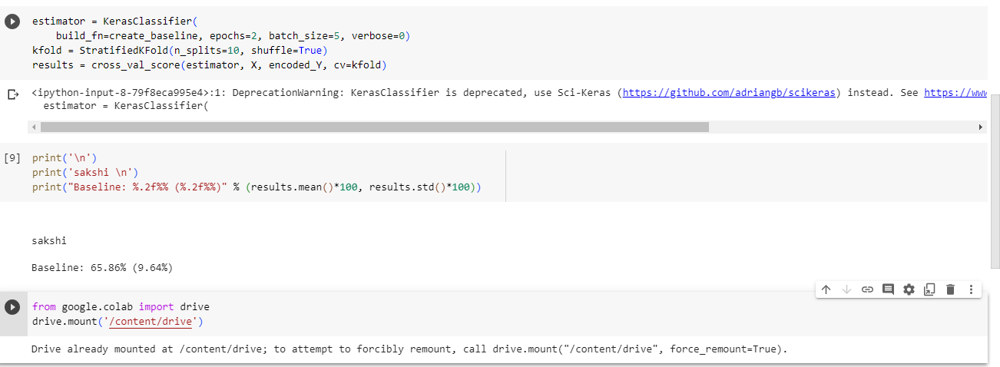 estimator = KerasClassifier(
    build_fn=create_baseline, epochs=2, batch_size=5, verbose=0)
kfold = StratifiedKFold(n_splits=10, shuffle=True)
results = cross_val_score(estimator, X, encoded_Y, cv=kfold)
<ipython-input-8-79f8eca995e4>:1: DeprecationWarning: KerasClassifier is deprecated, use Sci-Keras (https://github.com/adriangb/scikeras) instead. See https://www
  estimator = KerasClassifier(
[9] print('\n')
print('sakshi \n')
print("Baseline: %.2f%% (%.2f%%)" % (results.mean()*100, results.std()*100))
sakshi
Baseline: 65.86% (9.64%)
from google.colab import drive
drive.mount('/content/drive')
Drive already mounted at /content/drive; to attempt to forcibly remount, call drive.mount("/content/drive", force_remount=True).